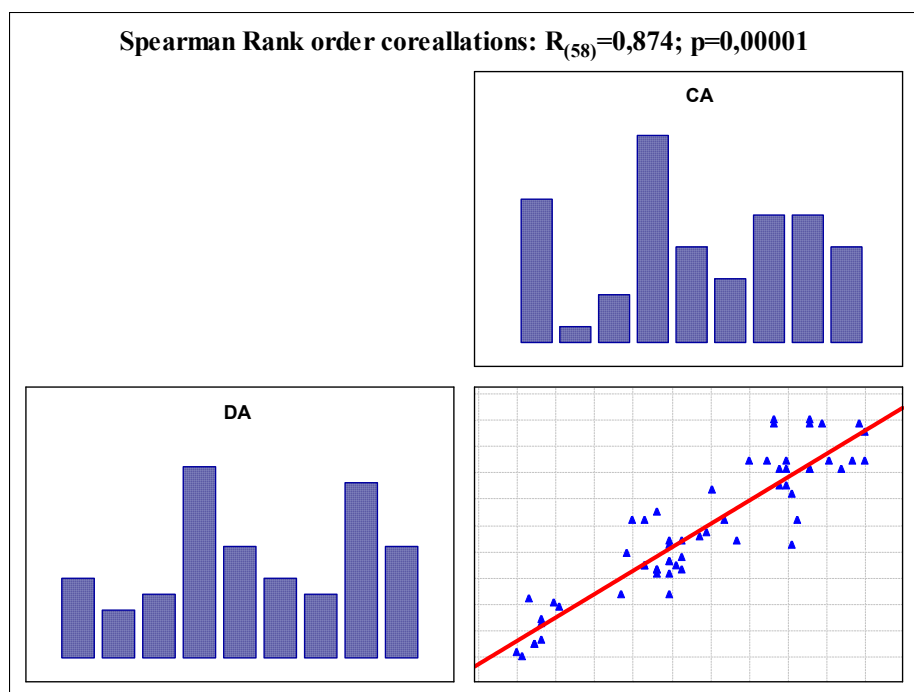 Spearman Rank order coreallations: R(58)=0,874; p=0,00001
CA
DA